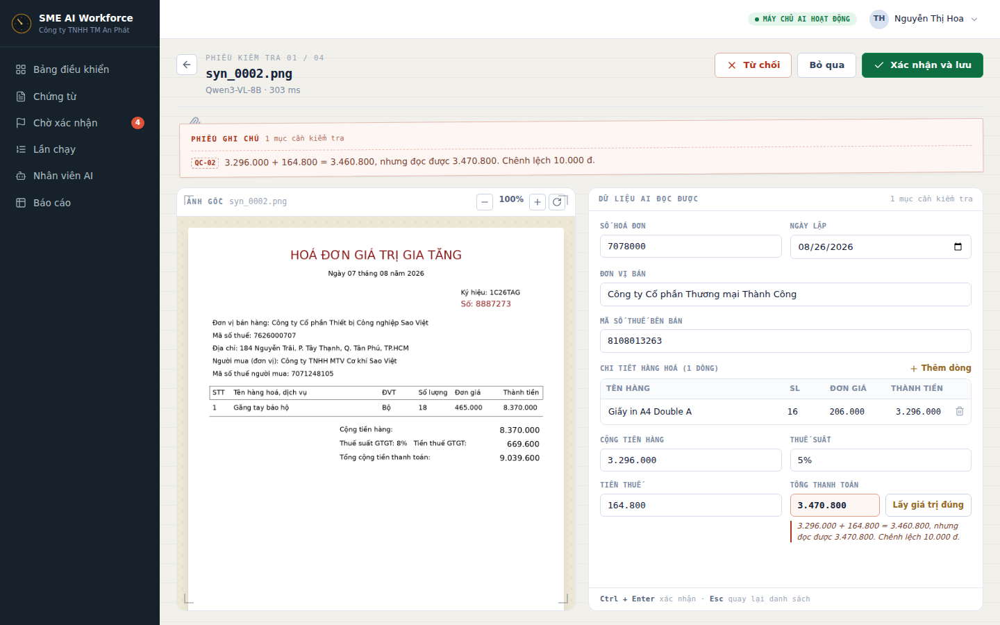 SME AI Workforce
Công ty TNHH TM An Phát
Bảng điều khiển
Chứng từ
Chờ xác nhận 4
Lần chạy
Nhân viên AI
Báo cáo
MÁY CHỦ AI HOẠT ĐỘNG
TH Nguyễn Thị Hoa
PHIẾU KIỂM TRA 01 / 04
syn_0002.png
Qwen3-VL-8B · 303 ms
Từ chối
Bỏ qua
Xác nhận và lưu
PHIẾU GHI CHÚ 1 mục cần kiểm tra
QC-02 3.296.000 + 164.800 = 3.460.800, nhưng đọc được 3.470.800. Chênh lệch 10.000 đ.
ẢNH GỐC syn_0002.png
100%
HOÁ ĐƠN GIÁ TRỊ GIA TĂNG
Ngày 07 tháng 08 năm 2026
Ký hiệu: 1C26TAG
Số: 8887273
Đơn vị bán hàng: Công ty Cổ phần Thiết bị Công nghiệp Sao Việt
Mã số thuế: 7626000707
Địa chỉ: 184 Nguyễn Trãi, P. Tây Thạnh, Q. Tân Phú, TP.HCM
Người mua (đơn vị): Công ty TNHH MTV Cơ khí Sao Việt
Mã số thuế người mua: 7071248105
STT Tên hàng hoá, dịch vụ ĐVT Số lượng Đơn giá Thành tiền
1 Găng tay bảo hộ Bộ 18 465.000 8.370.000
Cộng tiền hàng: 8.370.000
Thuế suất GTGT: 8% Tiền thuế GTGT: 669.600
Tổng cộng tiền thanh toán: 9.039.600
DỮ LIỆU AI ĐỌC ĐƯỢC
1 mục cần kiểm tra
SỐ HOÁ ĐƠN
7078000
NGÀY LẬP
08/26/2026
ĐƠN VỊ BÁN
Công ty Cổ phần Thương mại Thành Công
MÃ SỐ THUẾ BÊN BÁN
8108013263
CHI TIẾT HÀNG HOÁ (1 DÒNG)
Thêm dòng
TÊN HÀNG SL ĐƠN GIÁ THÀNH TIỀN
Giấy in A4 Double A 16 206.000 3.296.000
CỘNG TIỀN HÀNG
3.296.000
THUẾ SUẤT
5%
TIỀN THUẾ
164.800
TỔNG THANH TOÁN
3.470.800
Lấy giá trị đúng
3.296.000 + 164.800 = 3.460.800, nhưng
đọc được 3.470.800. Chênh lệch 10.000 đ.
Ctrl + Enter xác nhận · Esc quay lại danh sách